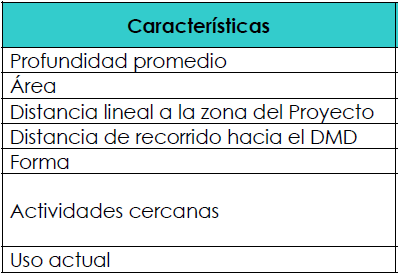 Características
Profundidad promedio
Área
Distancia lineal a la zona del Proyecto
Distancia de recorrido hacia el DMD
Forma
Actividades cercanas
Uso actual